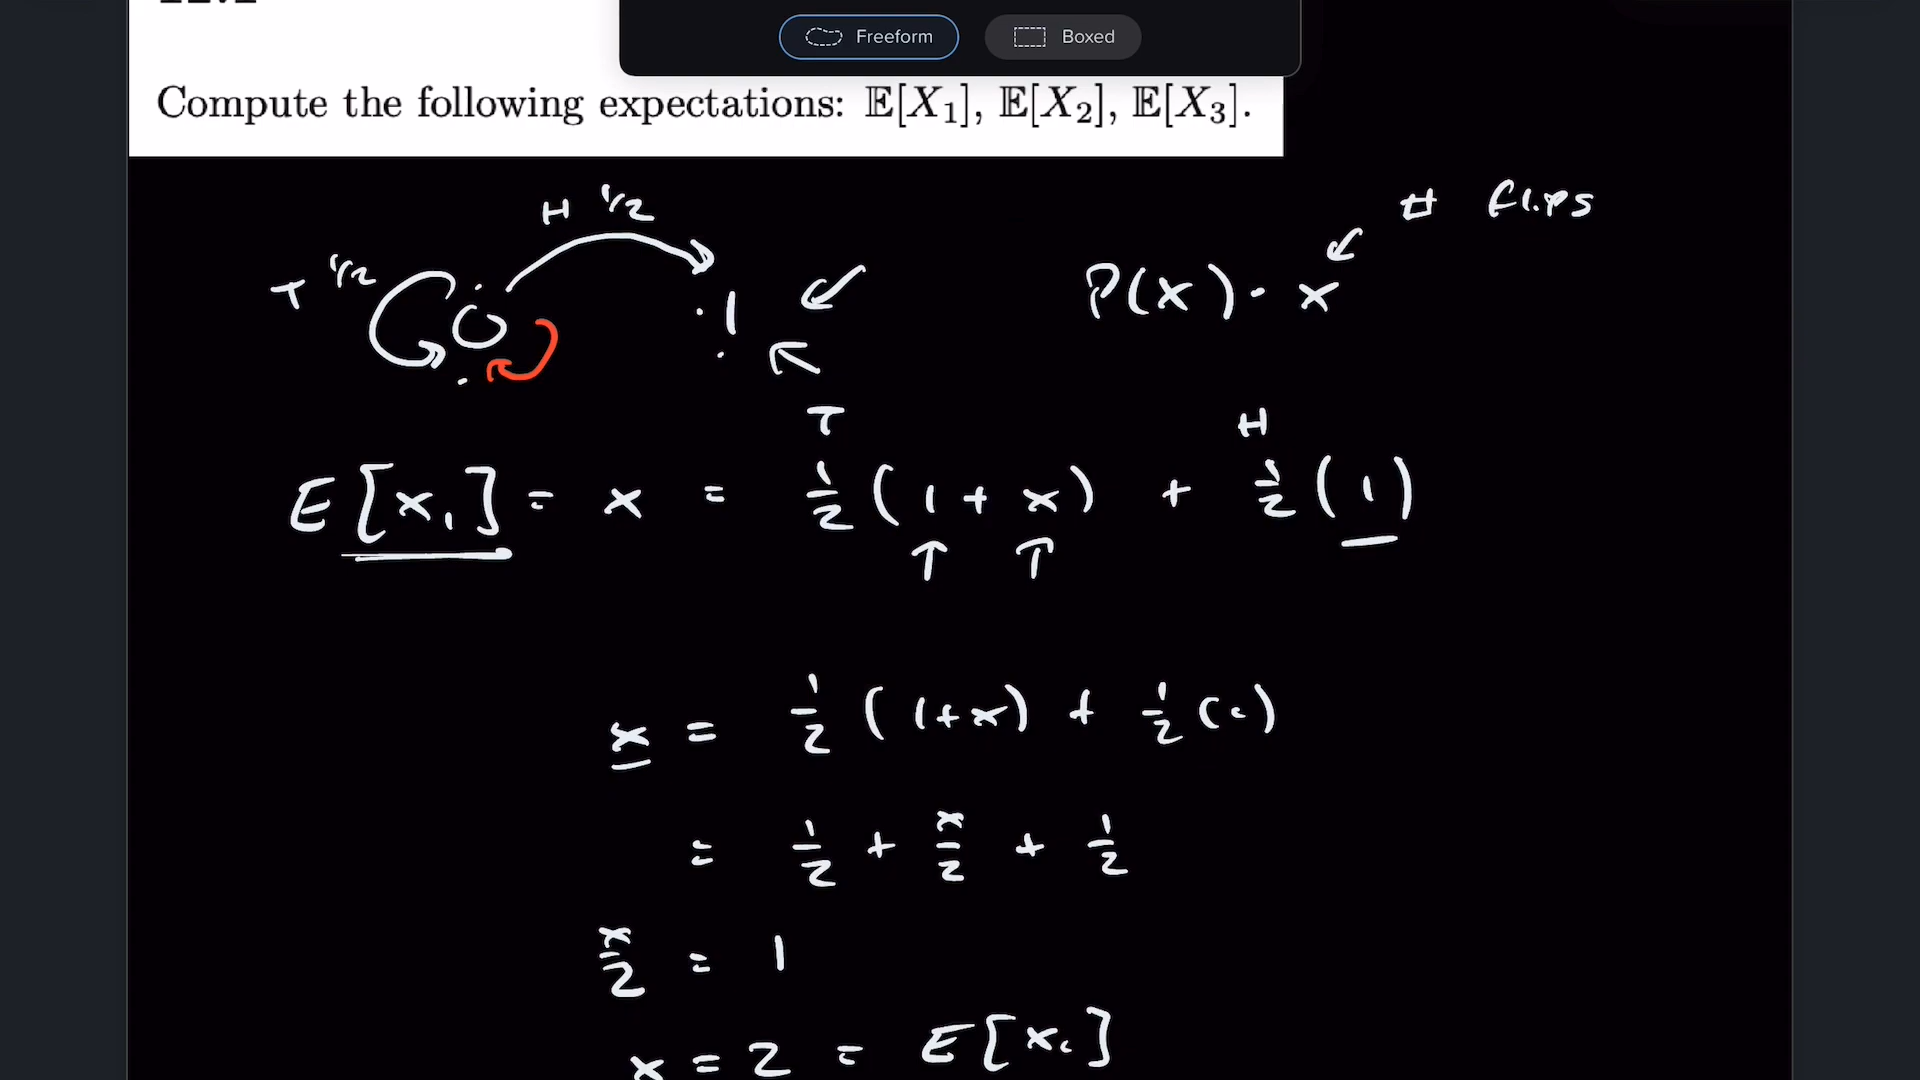 Freeform Boxed
Compute the following expectations: 𝔼[X₁], 𝔼[X₂], 𝔼[X₃].
H 1/2
# flips
T 1/2
0
1
P(x) · x
T H
E[x₁] = x = 1/2 (1 + x) + 1/2 (1)
x = 1/2 (1+x) + 1/2 (1)
= 1/2 + x/2 + 1/2
x/2 = 1
x = 2 = E[x₁]